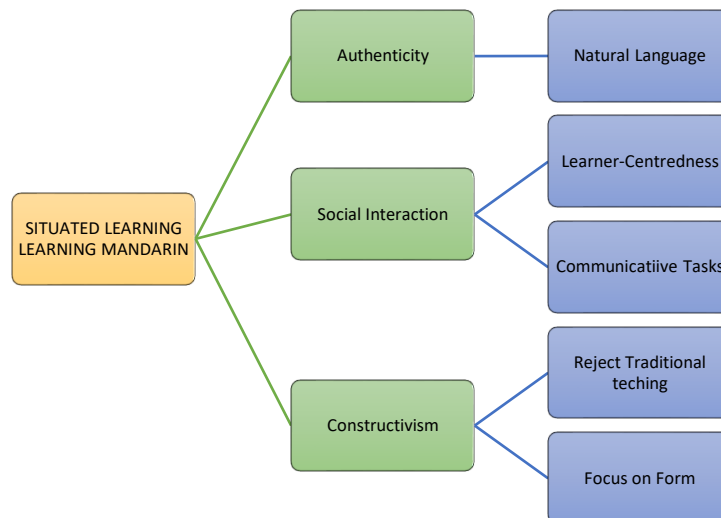 Authenticity
Natural Language
Learner-Centredness
SITUATED LEARNING
LEARNING MANDARIN
Social Interaction
Communicatiive Tasks
Reject Traditional
teching
Constructivism
Focus on Form